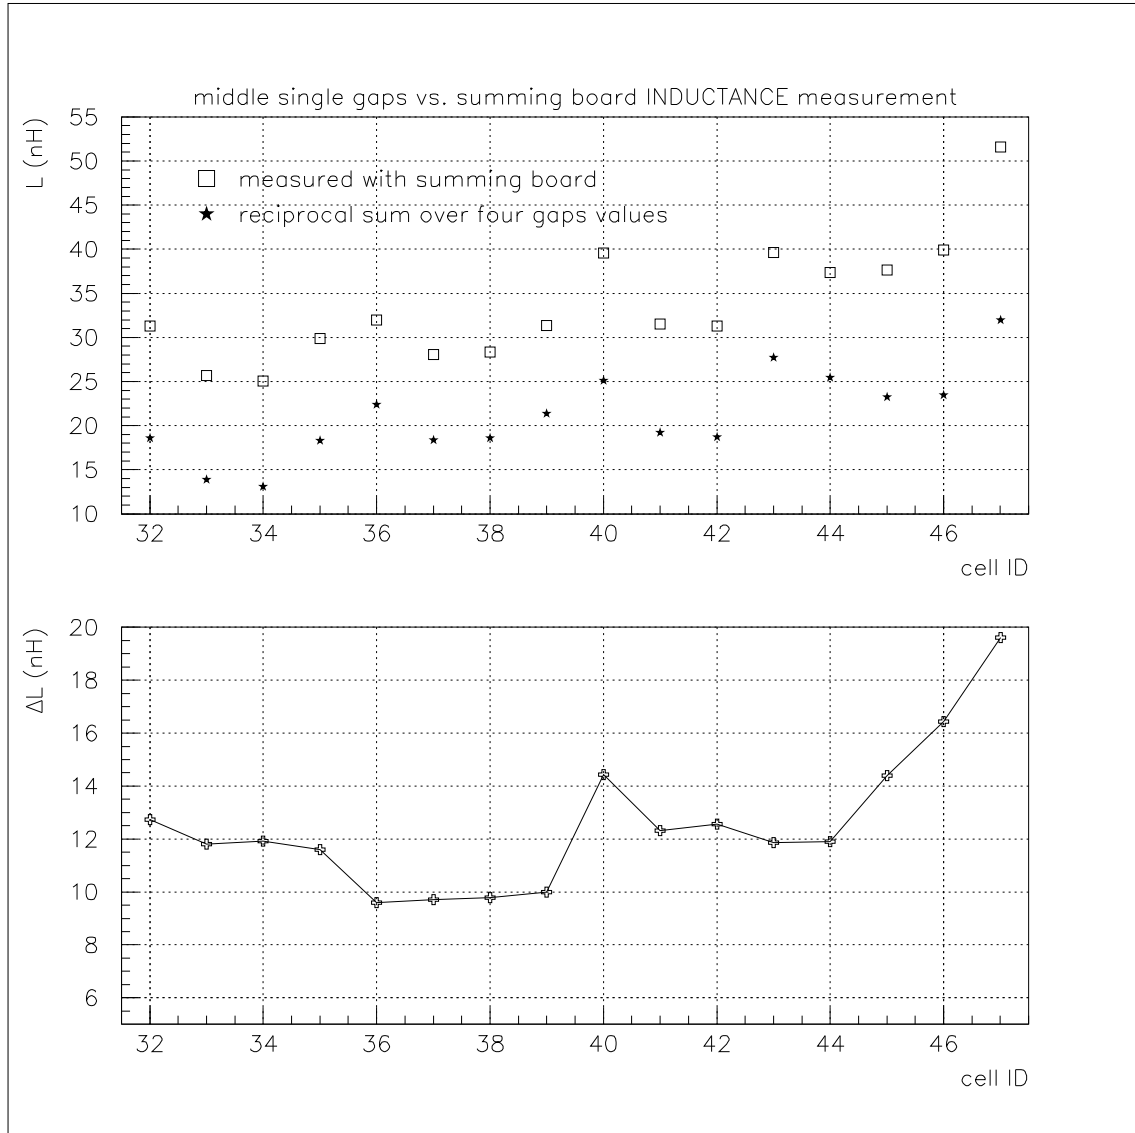 middle single gaps vs. summing board INDUCTANCE measurement
L (nH)
55
50
45
40
35
30
25
20
15
10
measured with summing board
reciprocal sum over four gaps values
32 34 36 38 40 42 44 46
cell ID
ΔL (nH)
20
18
16
14
12
10
8
6
32 34 36 38 40 42 44 46
cell ID